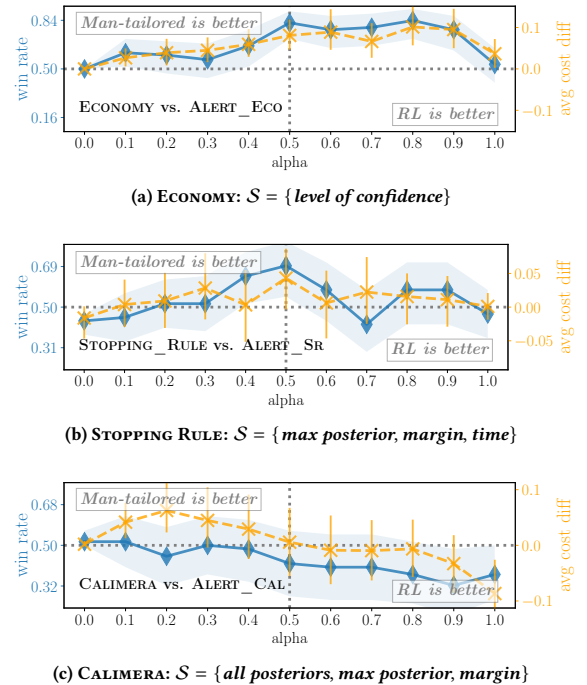 Man-tailored is better
0.84
0.50
0.16
win rate
0.1
0.0
−0.1
avg cost diff
ECONOMY vs. ALERT_ECO
RL is better
0.0 0.1 0.2 0.3 0.4 0.5 0.6 0.7 0.8 0.9 1.0
alpha
(a) ECONOMY: S = {level of confidence}
Man-tailored is better
0.69
0.50
0.31
win rate
0.05
0.00
−0.05
avg cost diff
STOPPING_RULE vs. ALERT_SR
RL is better
0.0 0.1 0.2 0.3 0.4 0.5 0.6 0.7 0.8 0.9 1.0
alpha
(b) STOPPING RULE: S = {max posterior, margin, time}
Man-tailored is better
0.68
0.50
0.32
win rate
0.1
0.0
−0.1
avg cost diff
CALIMERA vs. ALERT_CAL
RL is better
0.0 0.1 0.2 0.3 0.4 0.5 0.6 0.7 0.8 0.9 1.0
alpha
(c) CALIMERA: S = {all posteriors, max posterior, margin}